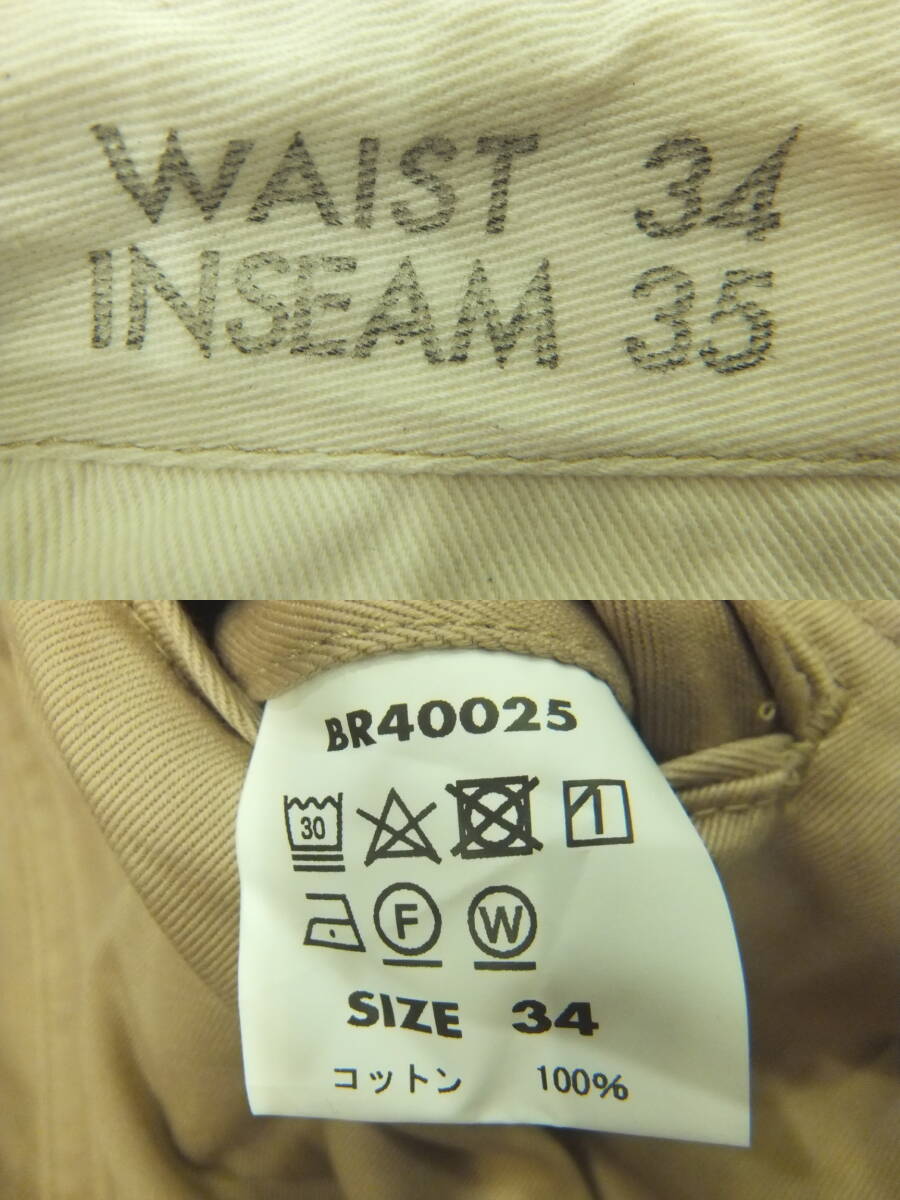 WAIST 34
INSEAM 35
BR40025
30
F W
SIZE 34
コットン 100%